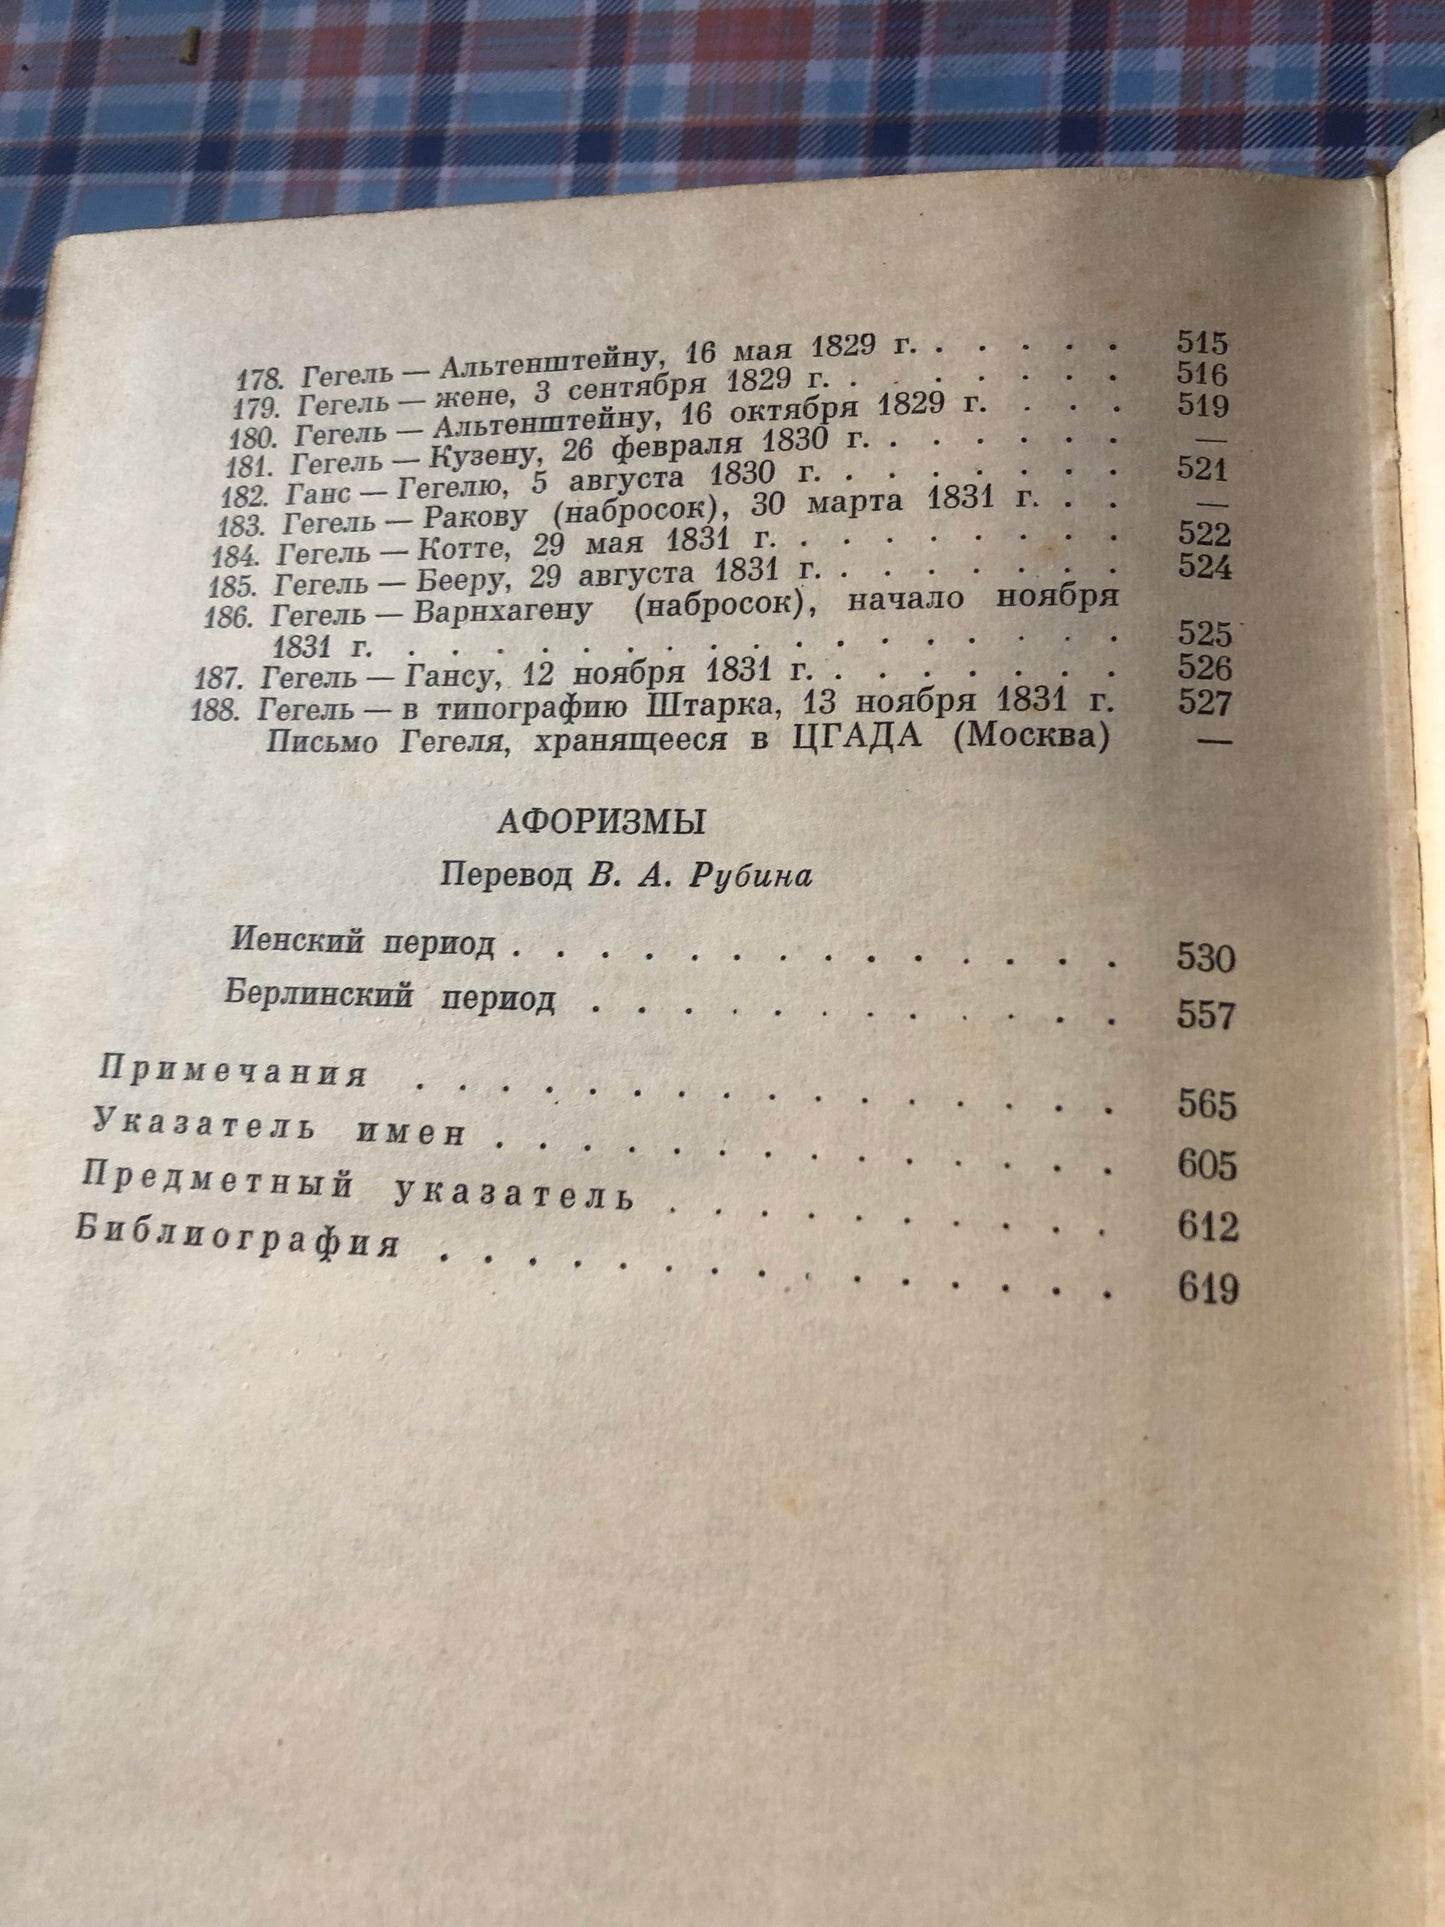 178. Гегель — Альтенштейну, 16 мая 1829 г. . . . . . 515
179. Гегель — жене, 3 сентября 1829 г. . . . . . . . 516
180. Гегель — Альтенштейну, 16 октября 1829 г. . . . 519
181. Гегель — Кузену, 26 февраля 1830 г. . . . . . . —
182. Ганс — Гегелю, 5 августа 1830 г. . . . . . . . 521
183. Гегель — Ракову (набросок), 30 марта 1831 г. . . —
184. Гегель — Котте, 29 мая 1831 г. . . . . . . . . 522
185. Гегель — Бееру, 29 августа 1831 г. . . . . . . . 524
186. Гегель — Варнхагену (набросок), начало ноября
1831 г. . . . . . . . . . . . . . . . . . 525
187. Гегель — Гансу, 12 ноября 1831 г. . . . . . . . 526
188. Гегель — в типографию Штарка, 13 ноября 1831 г. 527
Письмо Гегеля, хранящееся в ЦГАДА (Москва) —
АФОРИЗМЫ
Перевод В. А. Рубина
Иенский период . . . . . . . . . . . . . . 530
Берлинский период . . . . . . . . . . . . 557
Примечания . . . . . . . . . . . . . . . . 565
Указатель имен . . . . . . . . . . . . . . 605
Предметный указатель . . . . . . . . . . 612
Библиография . . . . . . . . . . . . . . . 619